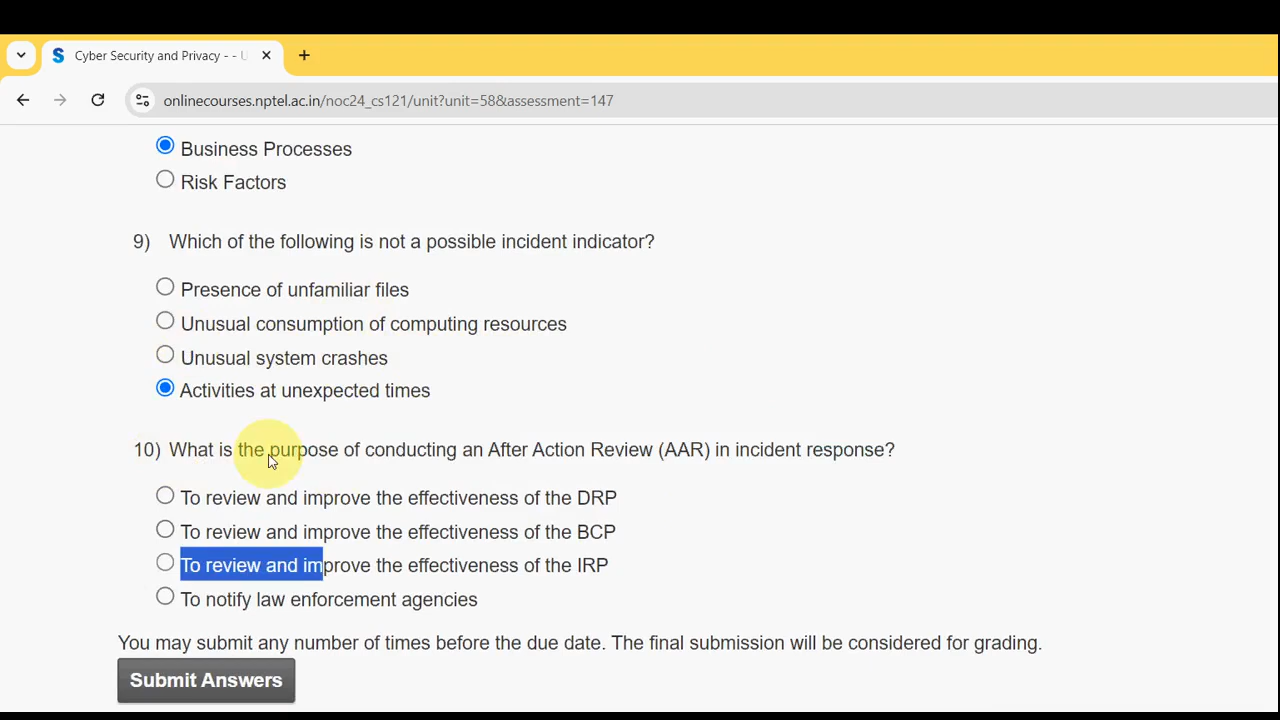 Cyber Security and Privacy - - U
onlinecourses.nptel.ac.in/noc24_cs121/unit?unit=58&assessment=147
Business Processes
Risk Factors
9) Which of the following is not a possible incident indicator?
Presence of unfamiliar files
Unusual consumption of computing resources
Unusual system crashes
Activities at unexpected times
10) What is the purpose of conducting an After Action Review (AAR) in incident response?
To review and improve the effectiveness of the DRP
To review and improve the effectiveness of the BCP
To review and improve the effectiveness of the IRP
To notify law enforcement agencies
You may submit any number of times before the due date. The final submission will be considered for grading.
Submit Answers